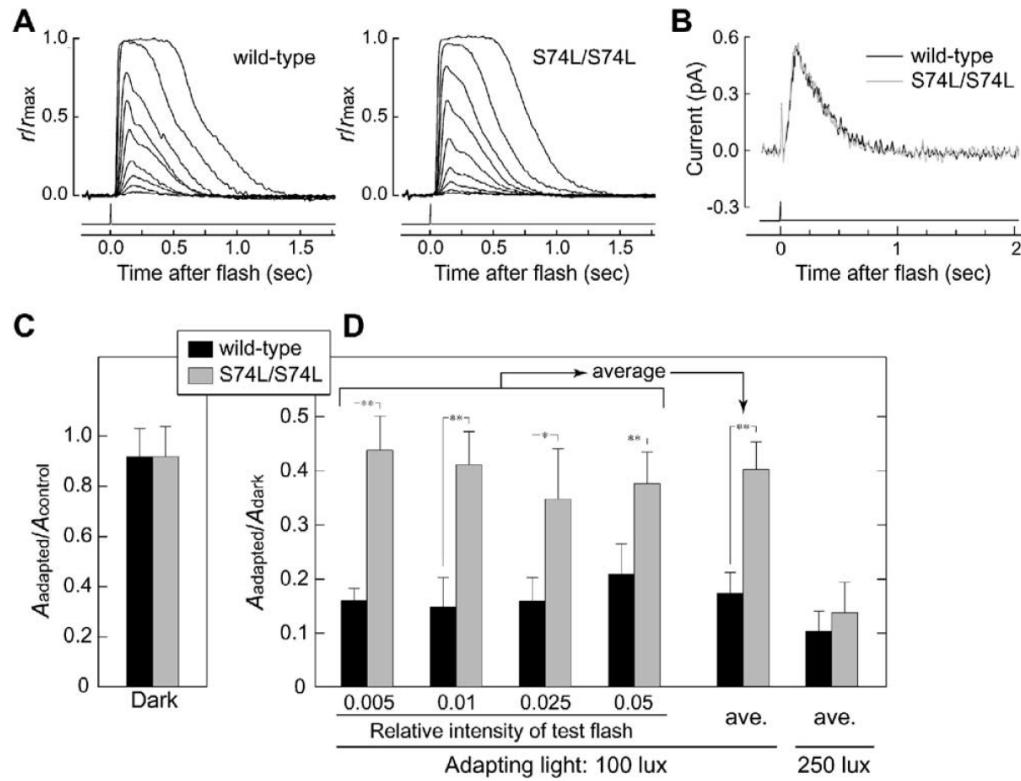 A
wild-type
S74L/S74L
r/rmax
1.0
0.5
0.0
0.0 0.5 1.0 1.5
Time after flash (sec)
r/rmax
1.0
0.5
0.0
0.0 0.5 1.0 1.5
Time after flash (sec)
B
wild-type
S74L/S74L
Current (pA)
0.6
0.3
0.0
-0.3
0 1 2
Time after flash (sec)
C
wild-type
S74L/S74L
Aadapted/Acontrol
1.0
0.8
0.6
0.4
0.2
0
Dark
D
average
Aadapted/Adark
0.5
0.4
0.3
0.2
0.1
0
** ** * ** **
0.005 0.01 0.025 0.05
Relative intensity of test flash
ave. ave.
Adapting light: 100 lux 250 lux